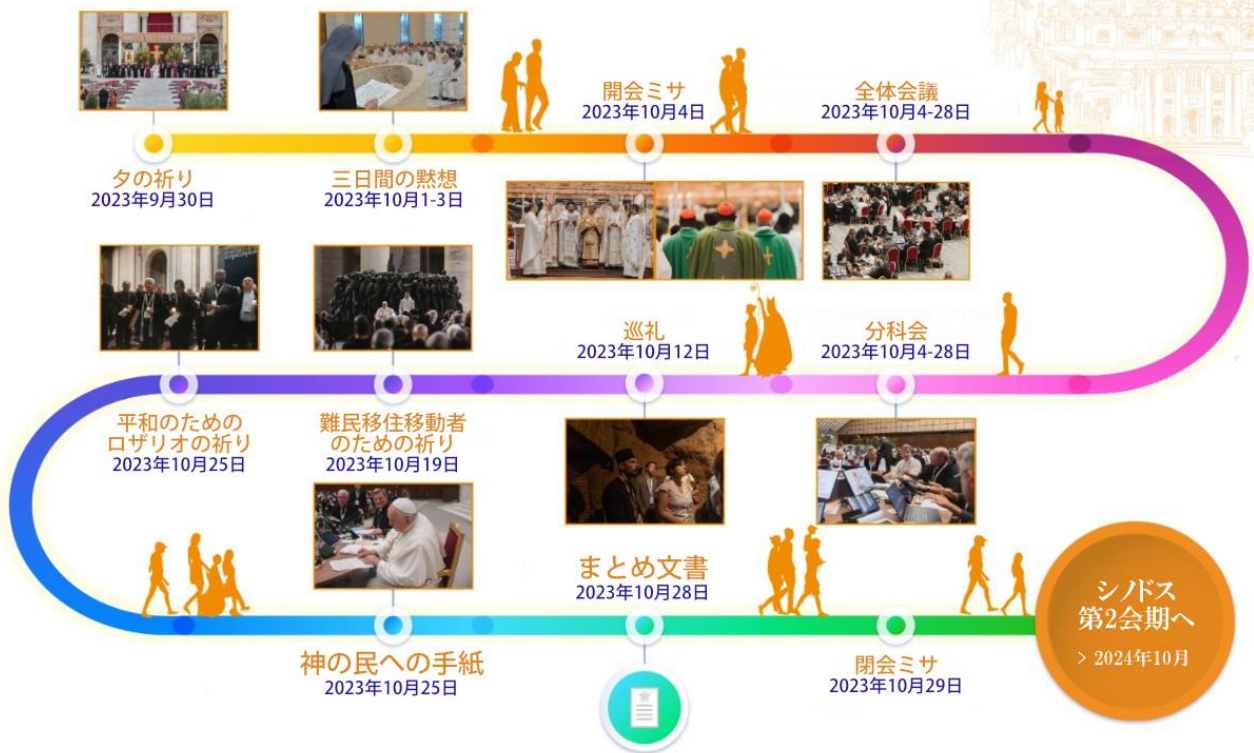 夕の祈り
2023年9月30日
三日間の黙想
2023年10月1-3日
開会ミサ
2023年10月4日
全体会議
2023年10月4-28日
分科会
2023年10月4-28日
巡礼
2023年10月12日
難民移住移動者
のための祈り
2023年10月19日
平和のための
ロザリオの祈り
2023年10月25日
神の民への手紙
2023年10月25日
まとめ文書
2023年10月28日
閉会ミサ
2023年10月29日
シノドス
第2会期へ
> 2024年10月